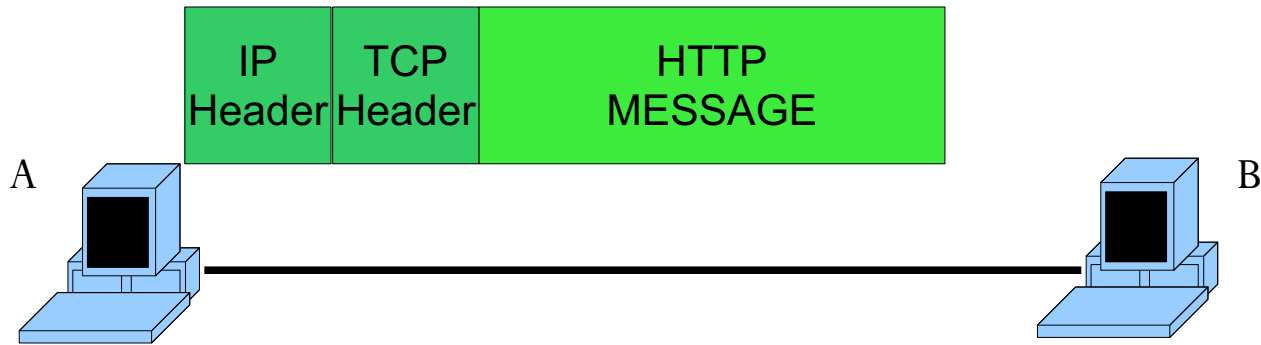 IP
Header
TCP
Header
HTTP
MESSAGE
A
B